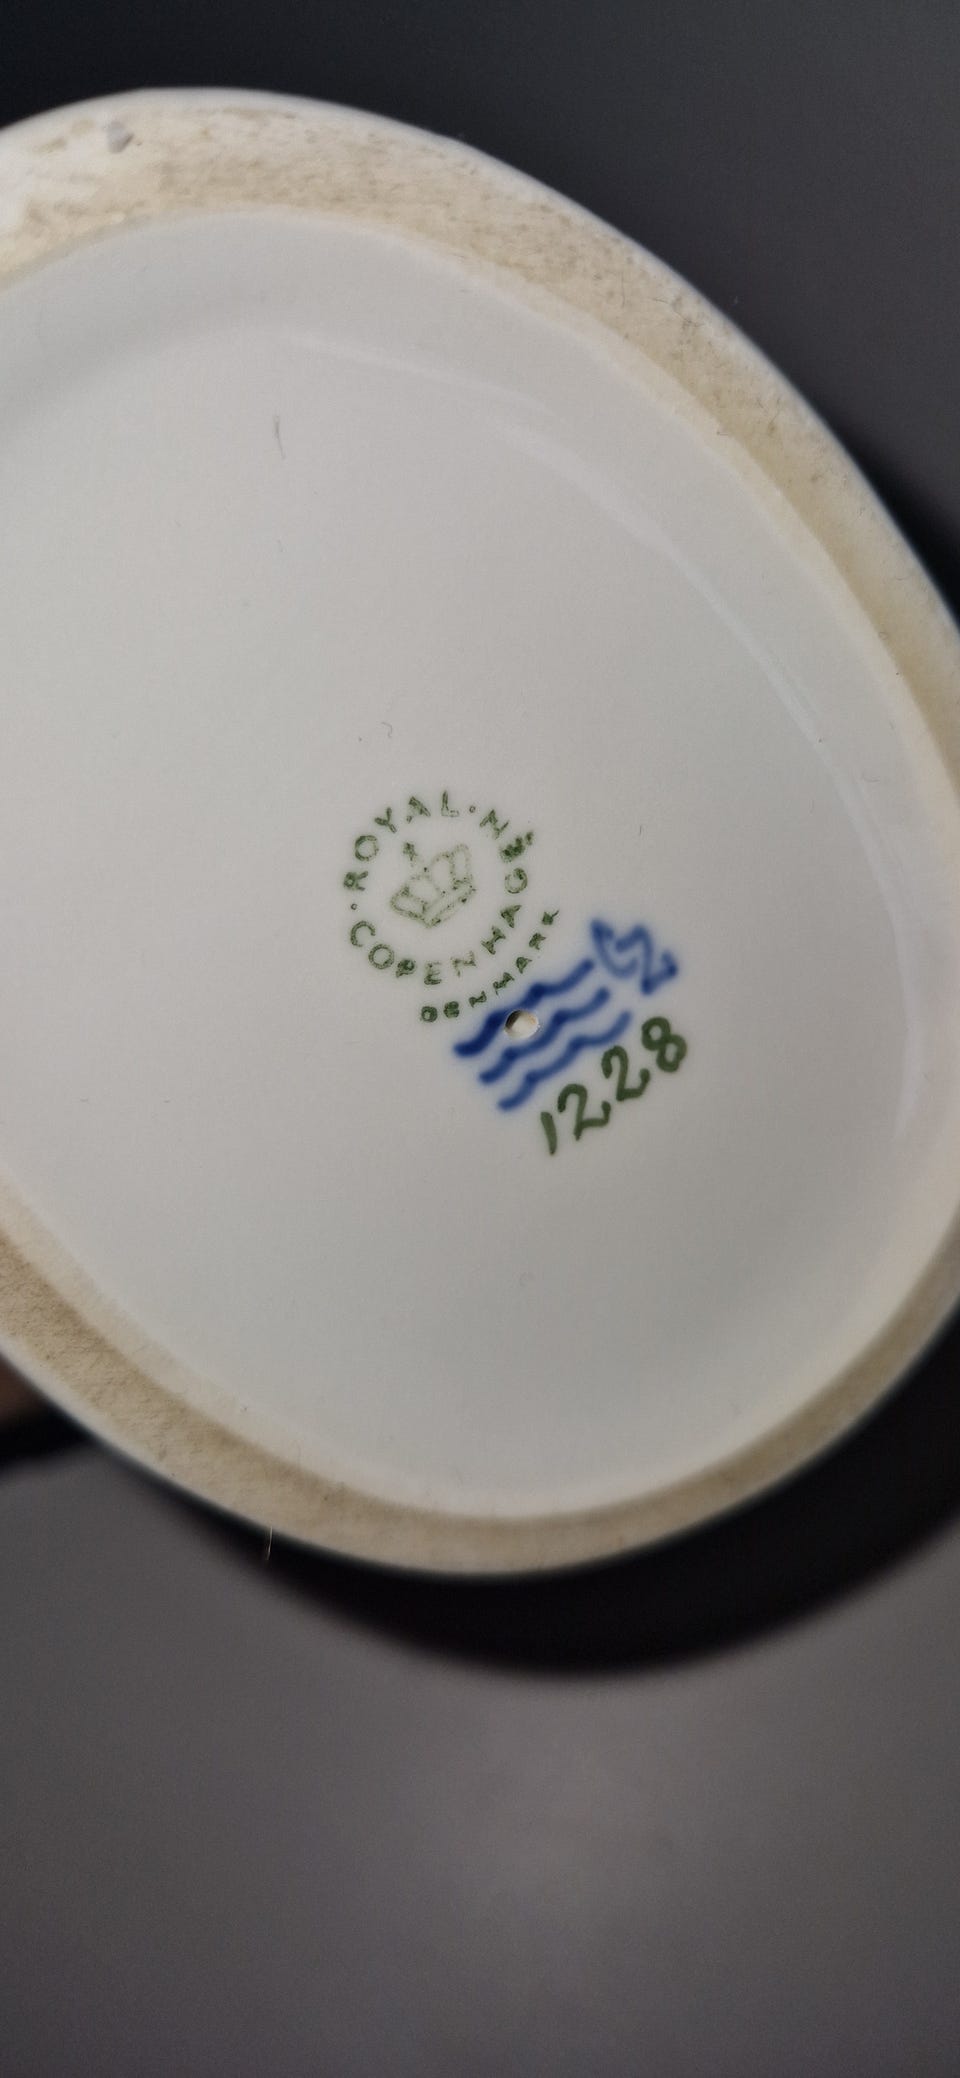 ROYAL
COPENHAGEN
DENMARK
1228